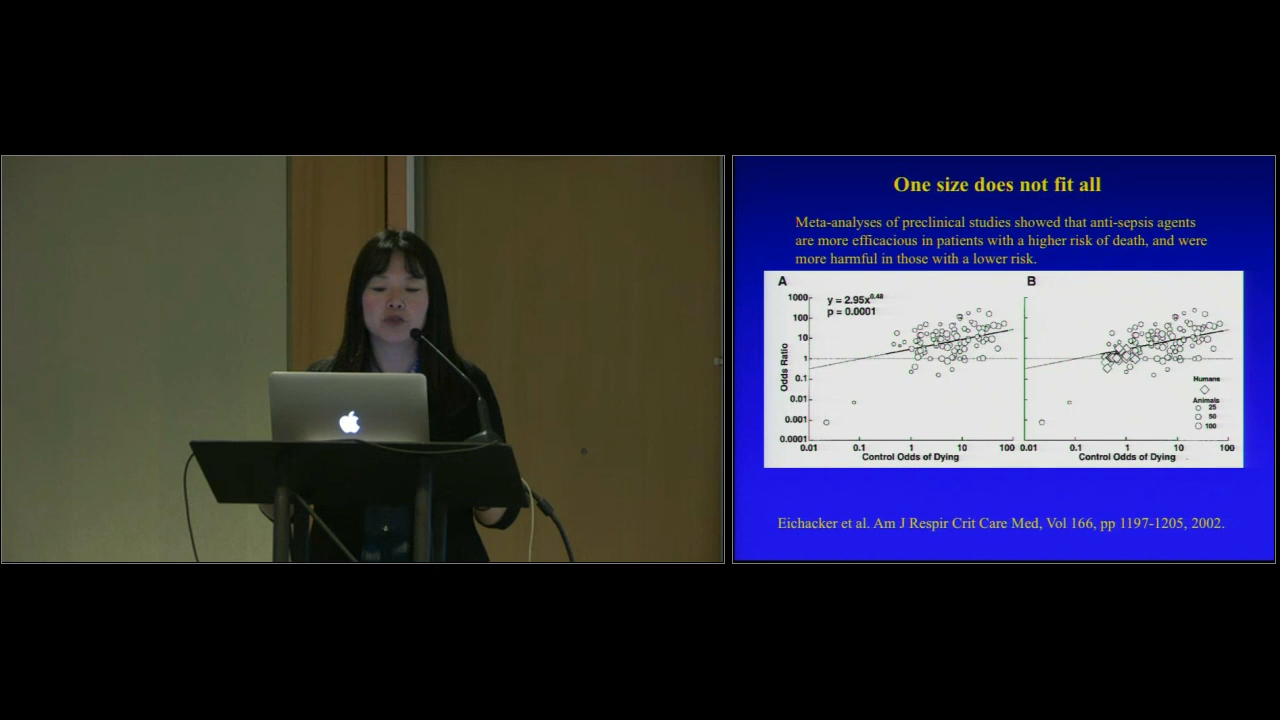 One size does not fit all
Meta-analyses of preclinical studies showed that anti-sepsis agents
are more efficacious in patients with a higher risk of death, and were
more harmful in those with a lower risk.
A
B
y = 2.95x^0.48
p = 0.0001
Odds Ratio
1000
100
10
1
0.1
0.01
0.001
0.0001
0.01 0.1 1 10 100
Control Odds of Dying
Humans
Animals
25
50
100
0.01 0.1 1 10 100
Control Odds of Dying
Eichacker et al. Am J Respir Crit Care Med, Vol 166, pp 1197-1205, 2002.